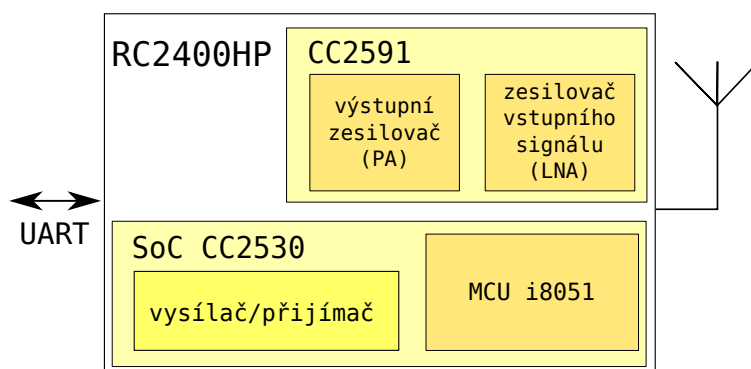 RC2400HP
CC2591
výstupní
zesilovač
(PA)
zesilovač
vstupního
signálu
(LNA)
UART
SoC CC2530
vysílač/přijímač
MCU i8051